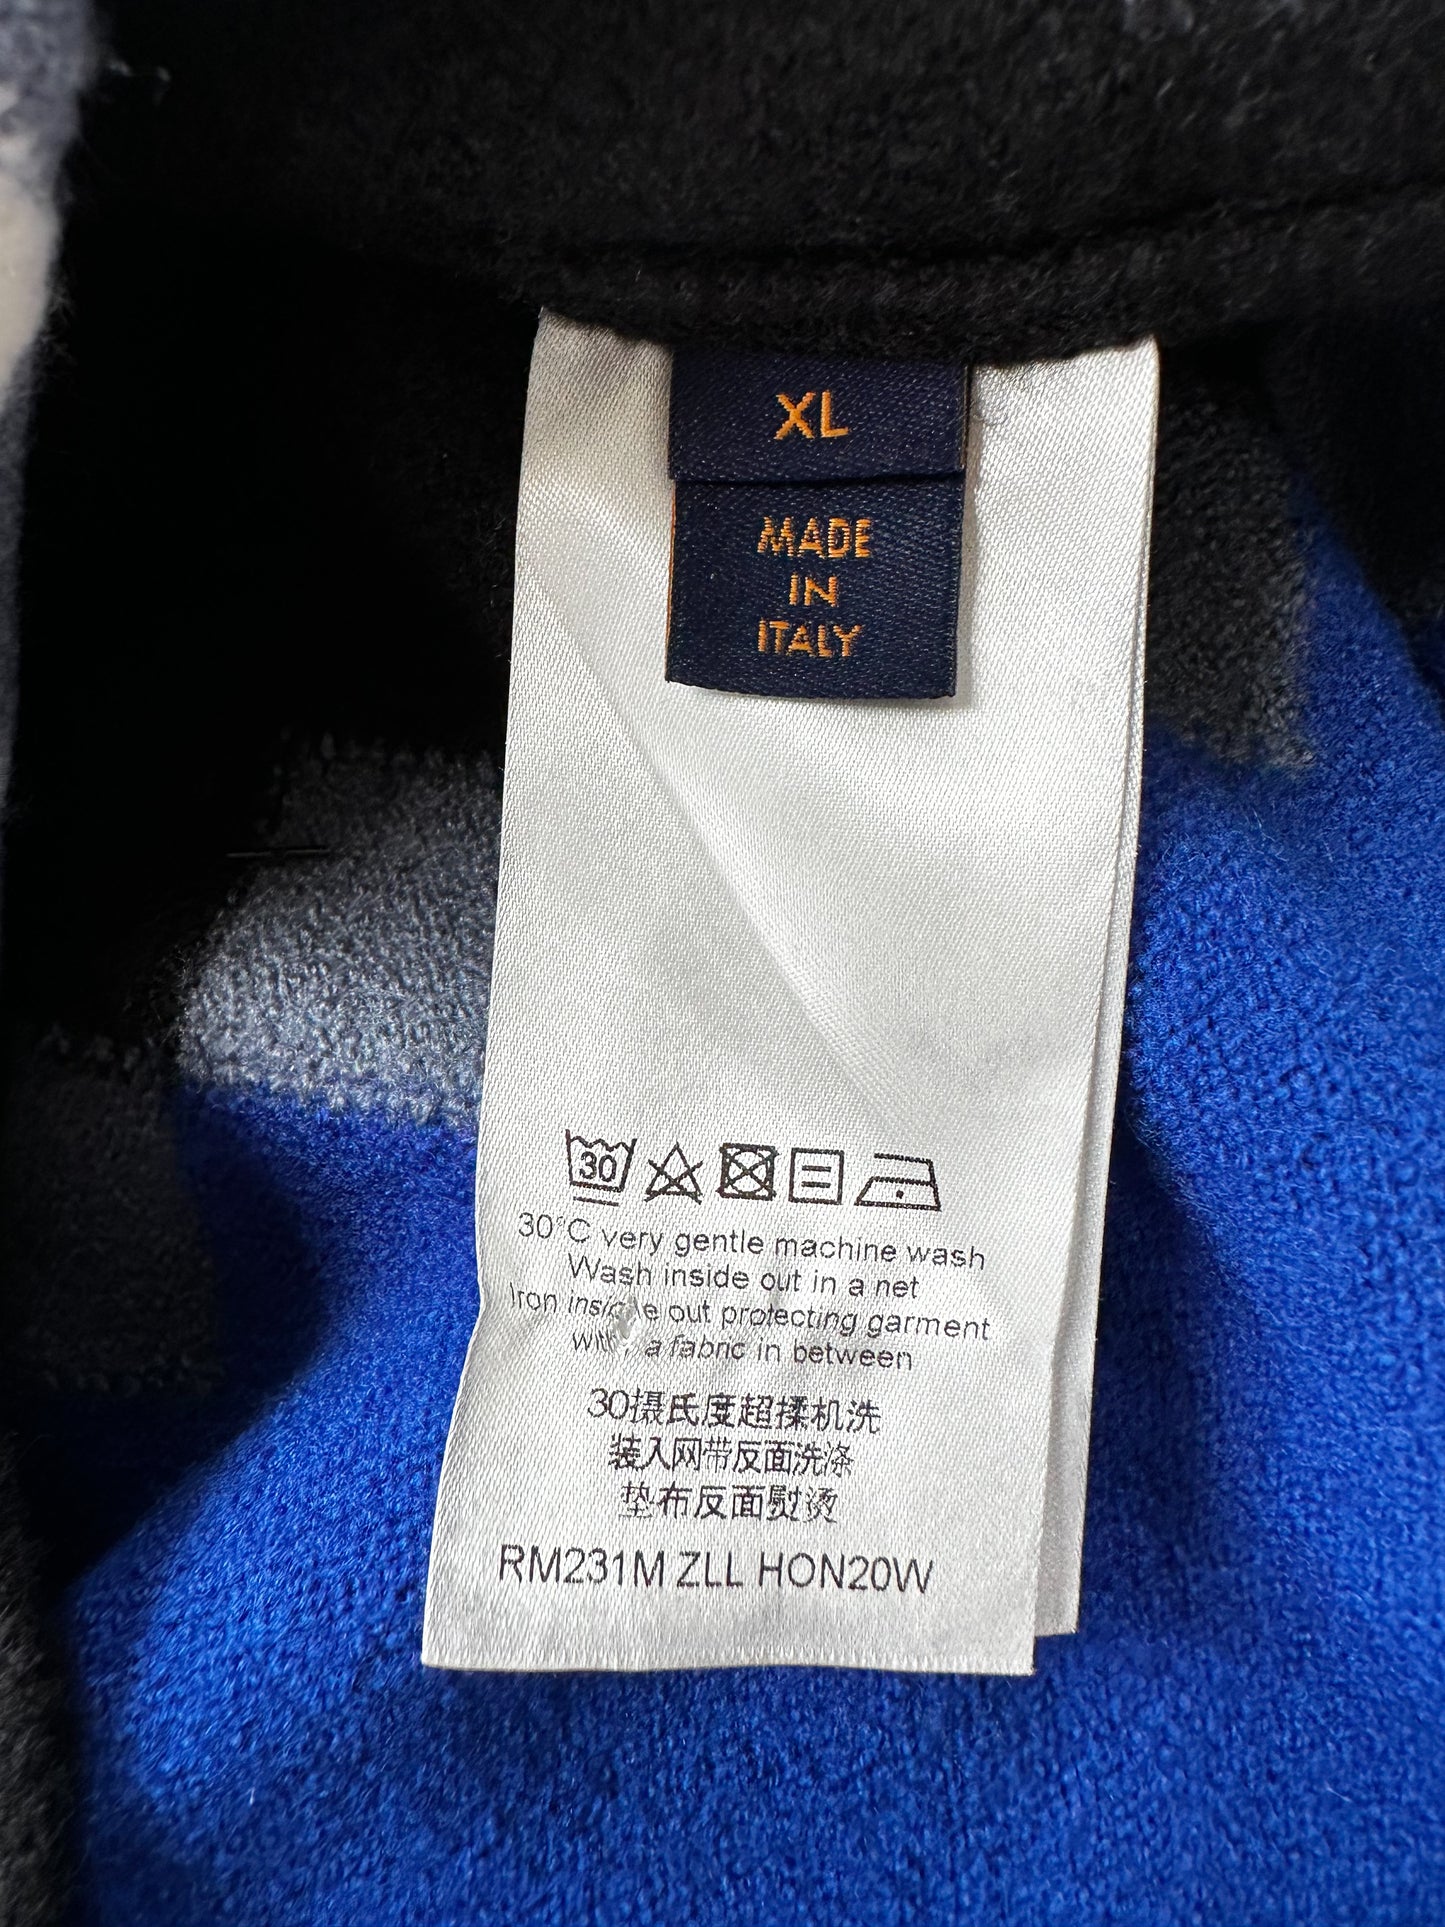 XL
MADE
IN
ITALY
30
30°C very gentle machine wash
Wash inside out in a net
Iron inside out protecting garment
with a fabric in between
30摄氏度超揉机洗
装入网带反面洗涤
垫布反面熨烫
RM231M ZLL HON20W